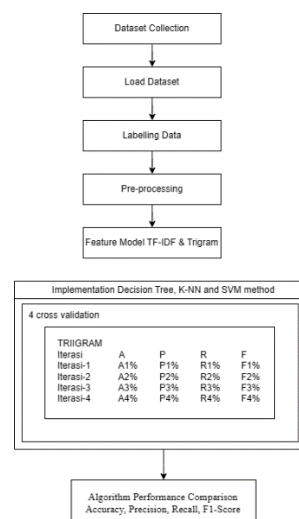 Dataset Collection
Load Dataset
Labelling Data
Pre-processing
Feature Model TF-IDF & Trigram
Implementation Decision Tree, K-NN and SVM method
4 cross validation
TRIIGRAM
Iterasi A P R F
Iterasi-1 A1% P1% R1% F1%
Iterasi-2 A2% P2% R2% F2%
Iterasi-3 A3% P3% R3% F3%
Iterasi-4 A4% P4% R4% F4%
Algorithm Performance Comparison
Accuracy, Precision, Recall, F1-Score